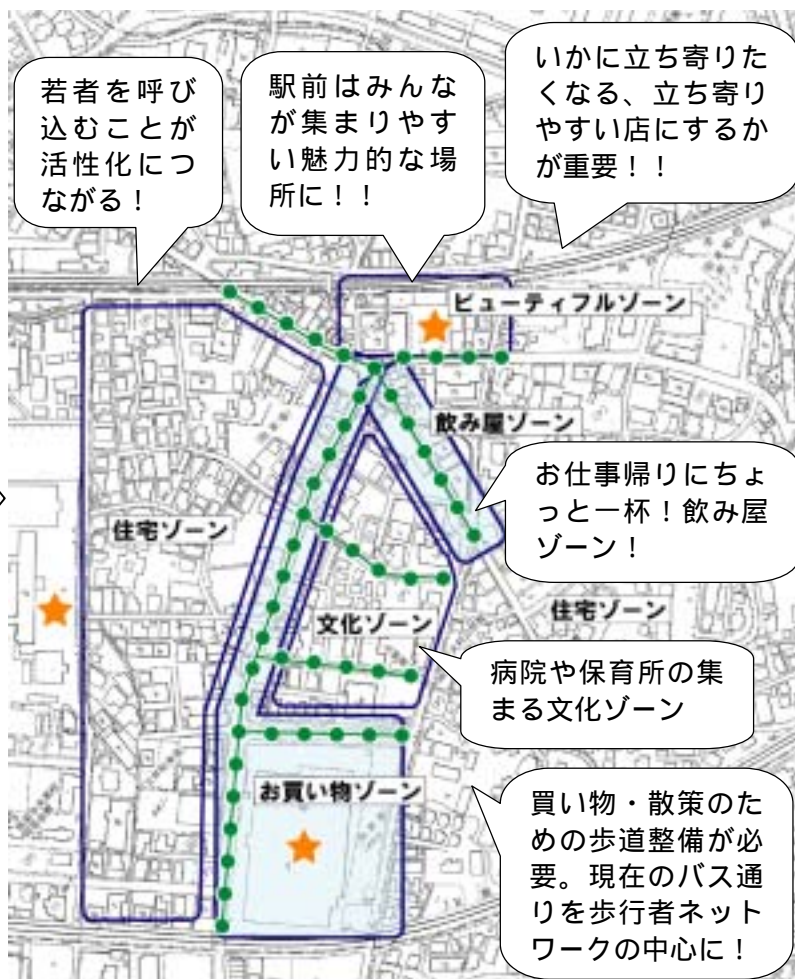 若者を呼び
込むことが
活性化につ
ながる！
駅前はみんな
が集まりやす
い魅力的な場
所に！！
いかに立ち寄りた
くなる、立ち寄り
やすい店にするか
が重要！！
ビューティフルゾーン
飲み屋ゾーン
お仕事帰りにちょ
っと一杯！飲み屋
ゾーン！
住宅ゾーン
住宅ゾーン
文化ゾーン
病院や保育所の集
まる文化ゾーン
お買い物ゾーン
買い物・散策のた
めの歩道整備が必
要。現在のバス通
りを歩行者ネット
ワークの中心に！